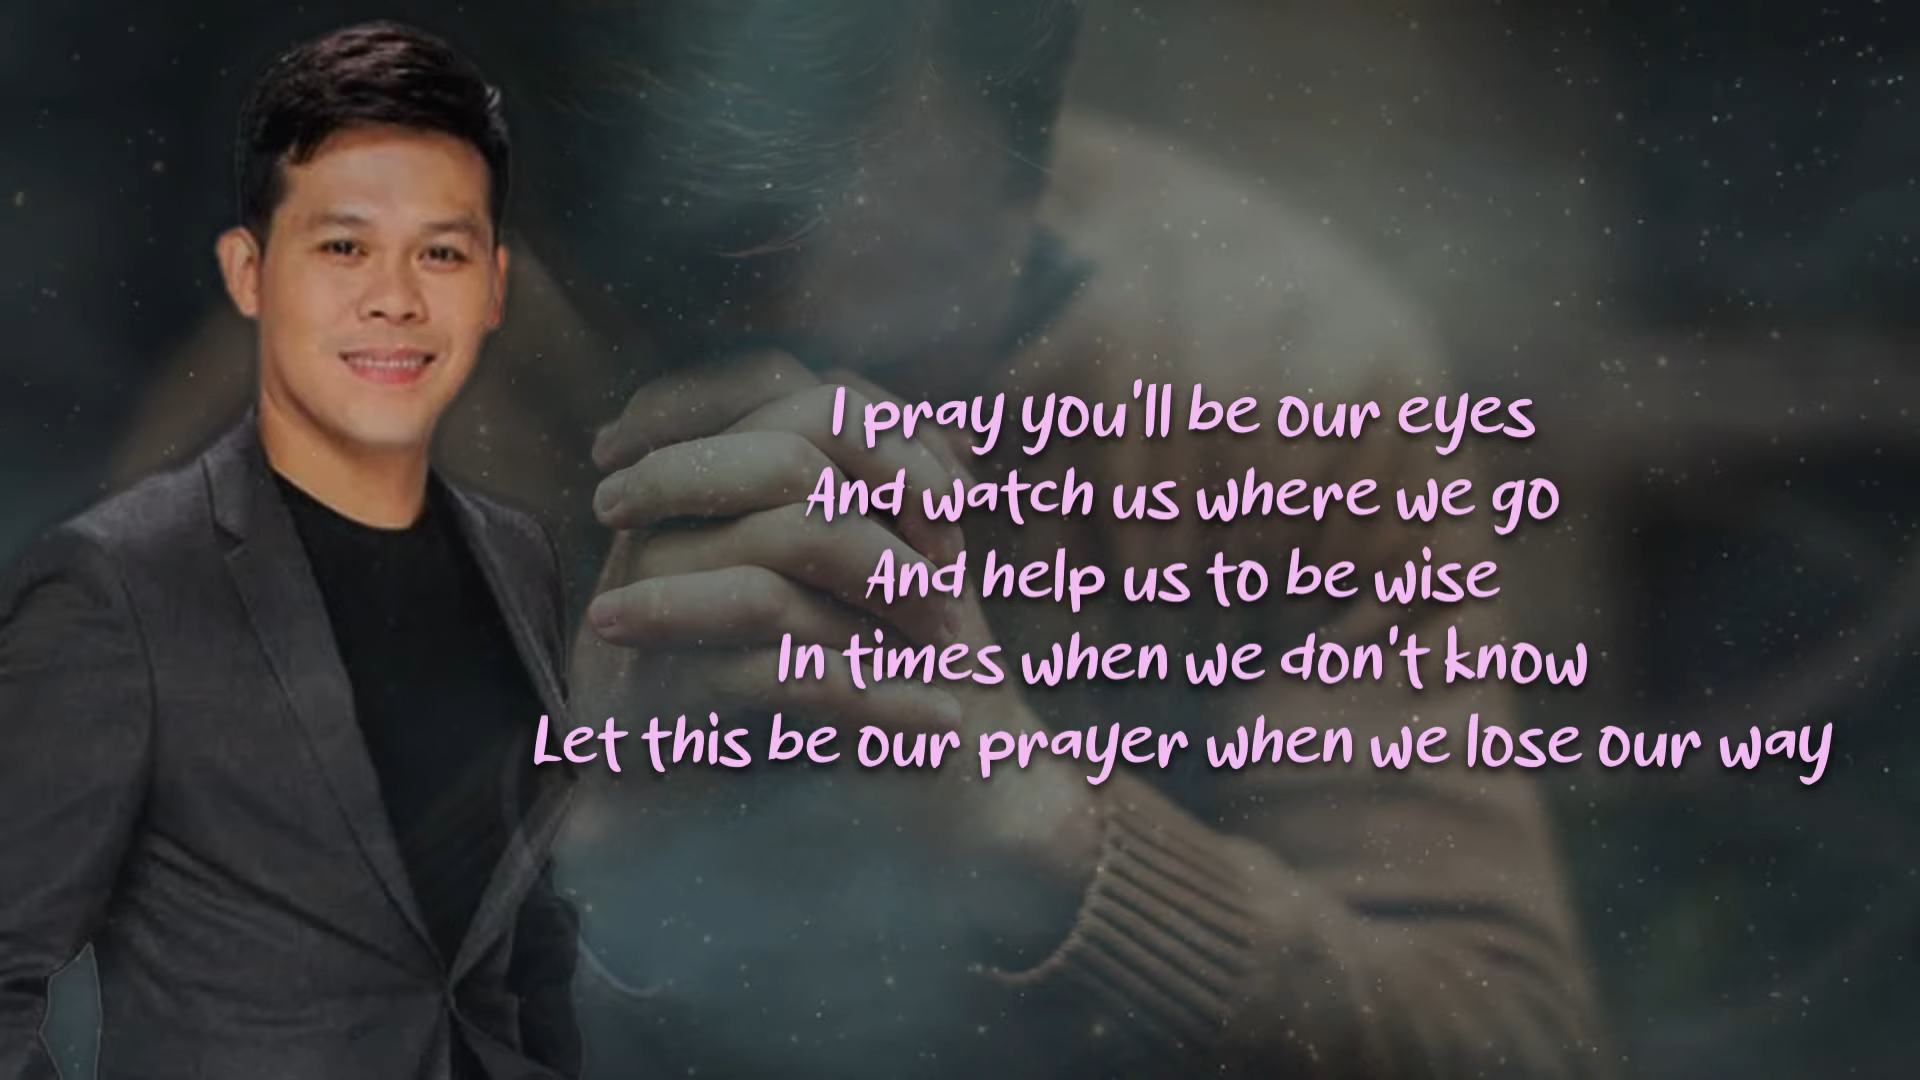 I pray you'll be our eyes
And watch us where we go
And help us to be wise
In times when we don't know
Let this be our prayer when we lose our way